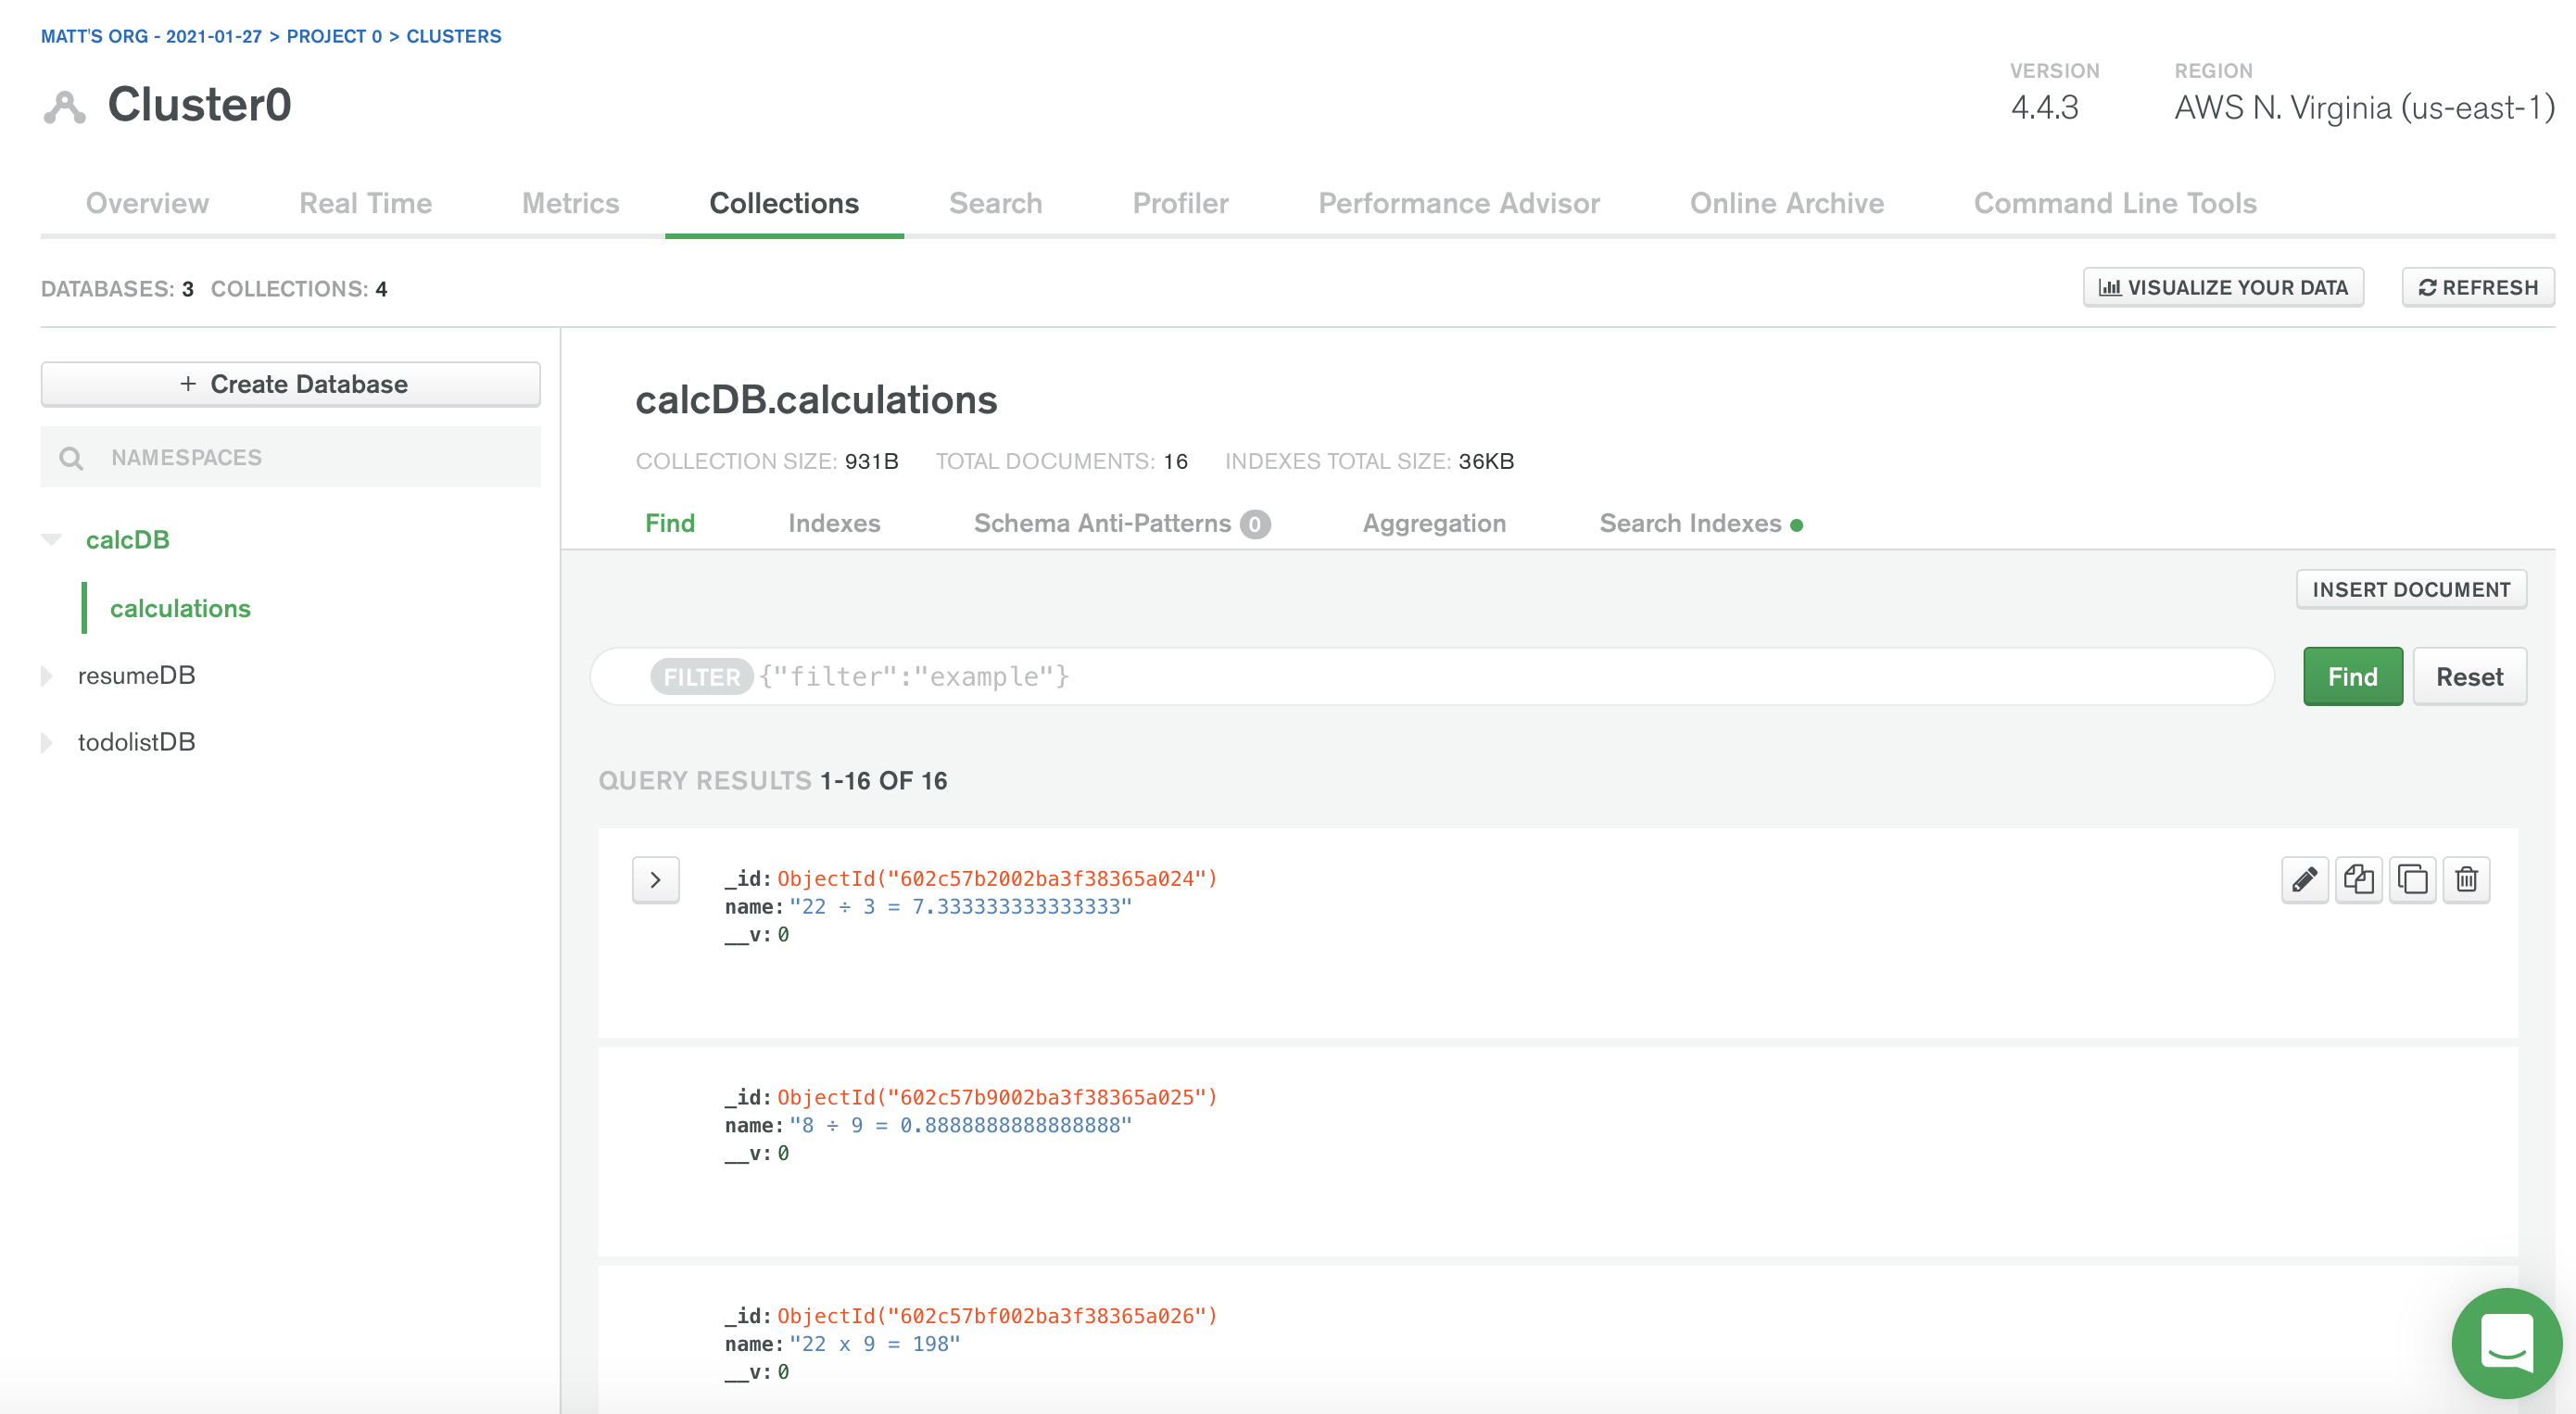 MATT'S ORG - 2021-01-27 > PROJECT 0 > CLUSTERS
Cluster0
VERSION
4.4.3
REGION
AWS N. Virginia (us-east-1)
Overview Real Time Metrics Collections Search Profiler Performance Advisor Online Archive Command Line Tools
DATABASES: 3 COLLECTIONS: 4
VISUALIZE YOUR DATA
REFRESH
+ Create Database
NAMESPACES
calcDB
calculations
resumeDB
todolistDB
calcDB.calculations
COLLECTION SIZE: 931B TOTAL DOCUMENTS: 16 INDEXES TOTAL SIZE: 36KB
Find Indexes Schema Anti-Patterns 0 Aggregation Search Indexes
INSERT DOCUMENT
FILTER {"filter":"example"}
Find
Reset
QUERY RESULTS 1-16 OF 16
_id: ObjectId("602c57b2002ba3f38365a024")
name: "22 ÷ 3 = 7.333333333333333"
__v: 0
_id: ObjectId("602c57b9002ba3f38365a025")
name: "8 ÷ 9 = 0.8888888888888888"
__v: 0
_id: ObjectId("602c57bf002ba3f38365a026")
name: "22 x 9 = 198"
__v: 0